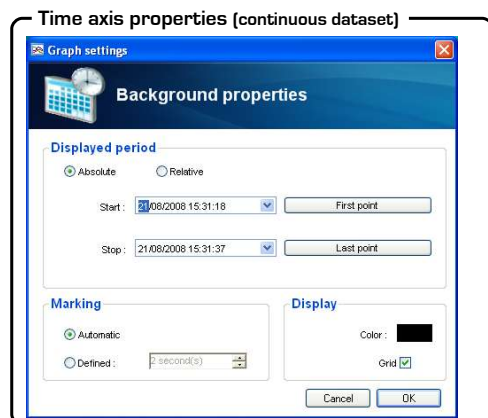 Time axis properties (continuous dataset)
Graph settings
Background properties
Displayed period
Absolute Relative
Start : 21/08/2008 15:31:18 First point
Stop : 21/08/2008 15:31:37 Last point
Marking Display
Automatic Color :
Defined : 2 second(s) Grid
Cancel OK